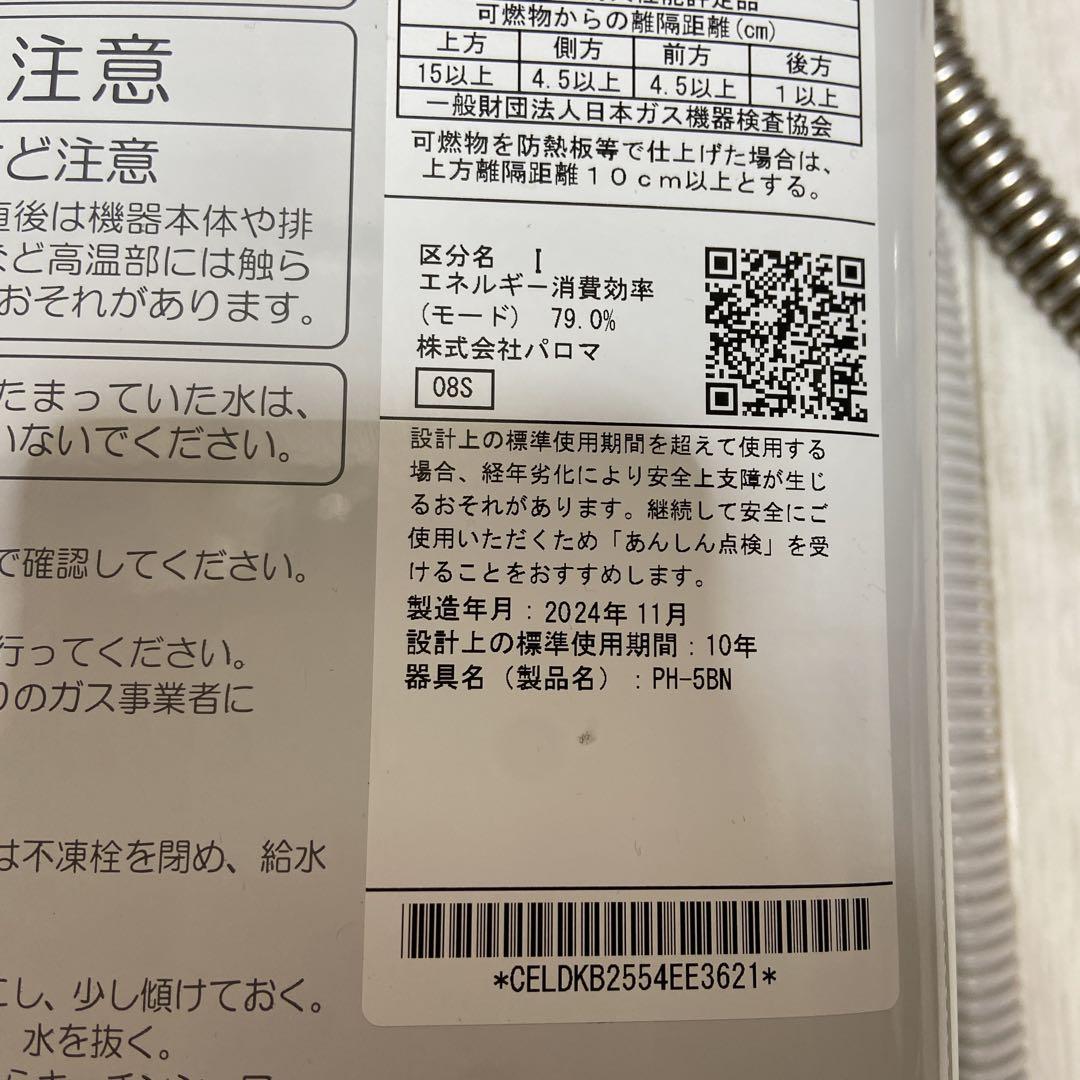 注意
ど注意
直後は機器本体や排
など高温部には触ら
おそれがあります。
たまっていた水は、
いないでください。
で確認してください。
行ってください。
りのガス事業者に
は不凍栓を閉め、給水
にし、少し傾けておく。
水を抜く。
可燃物からの離隔距離(cm)
上方 側方 前方 後方
15以上 4.5以上 4.5以上 1以上
一般財団法人日本ガス機器検査協会
可燃物を防熱板等で仕上げた場合は、
上方離隔距離10cm以上とする。
区分名 I
エネルギー消費効率
(モード) 79.0%
株式会社パロマ
08S
設計上の標準使用期間を超えて使用する
場合、経年劣化により安全上支障が生じ
るおそれがあります。継続して安全にご
使用いただくため「あんしん点検」を受
けることをおすすめします。
製造年月:2024年11月
設計上の標準使用期間:10年
器具名(製品名):PH-5BN
*CELDKB2554EE3621*